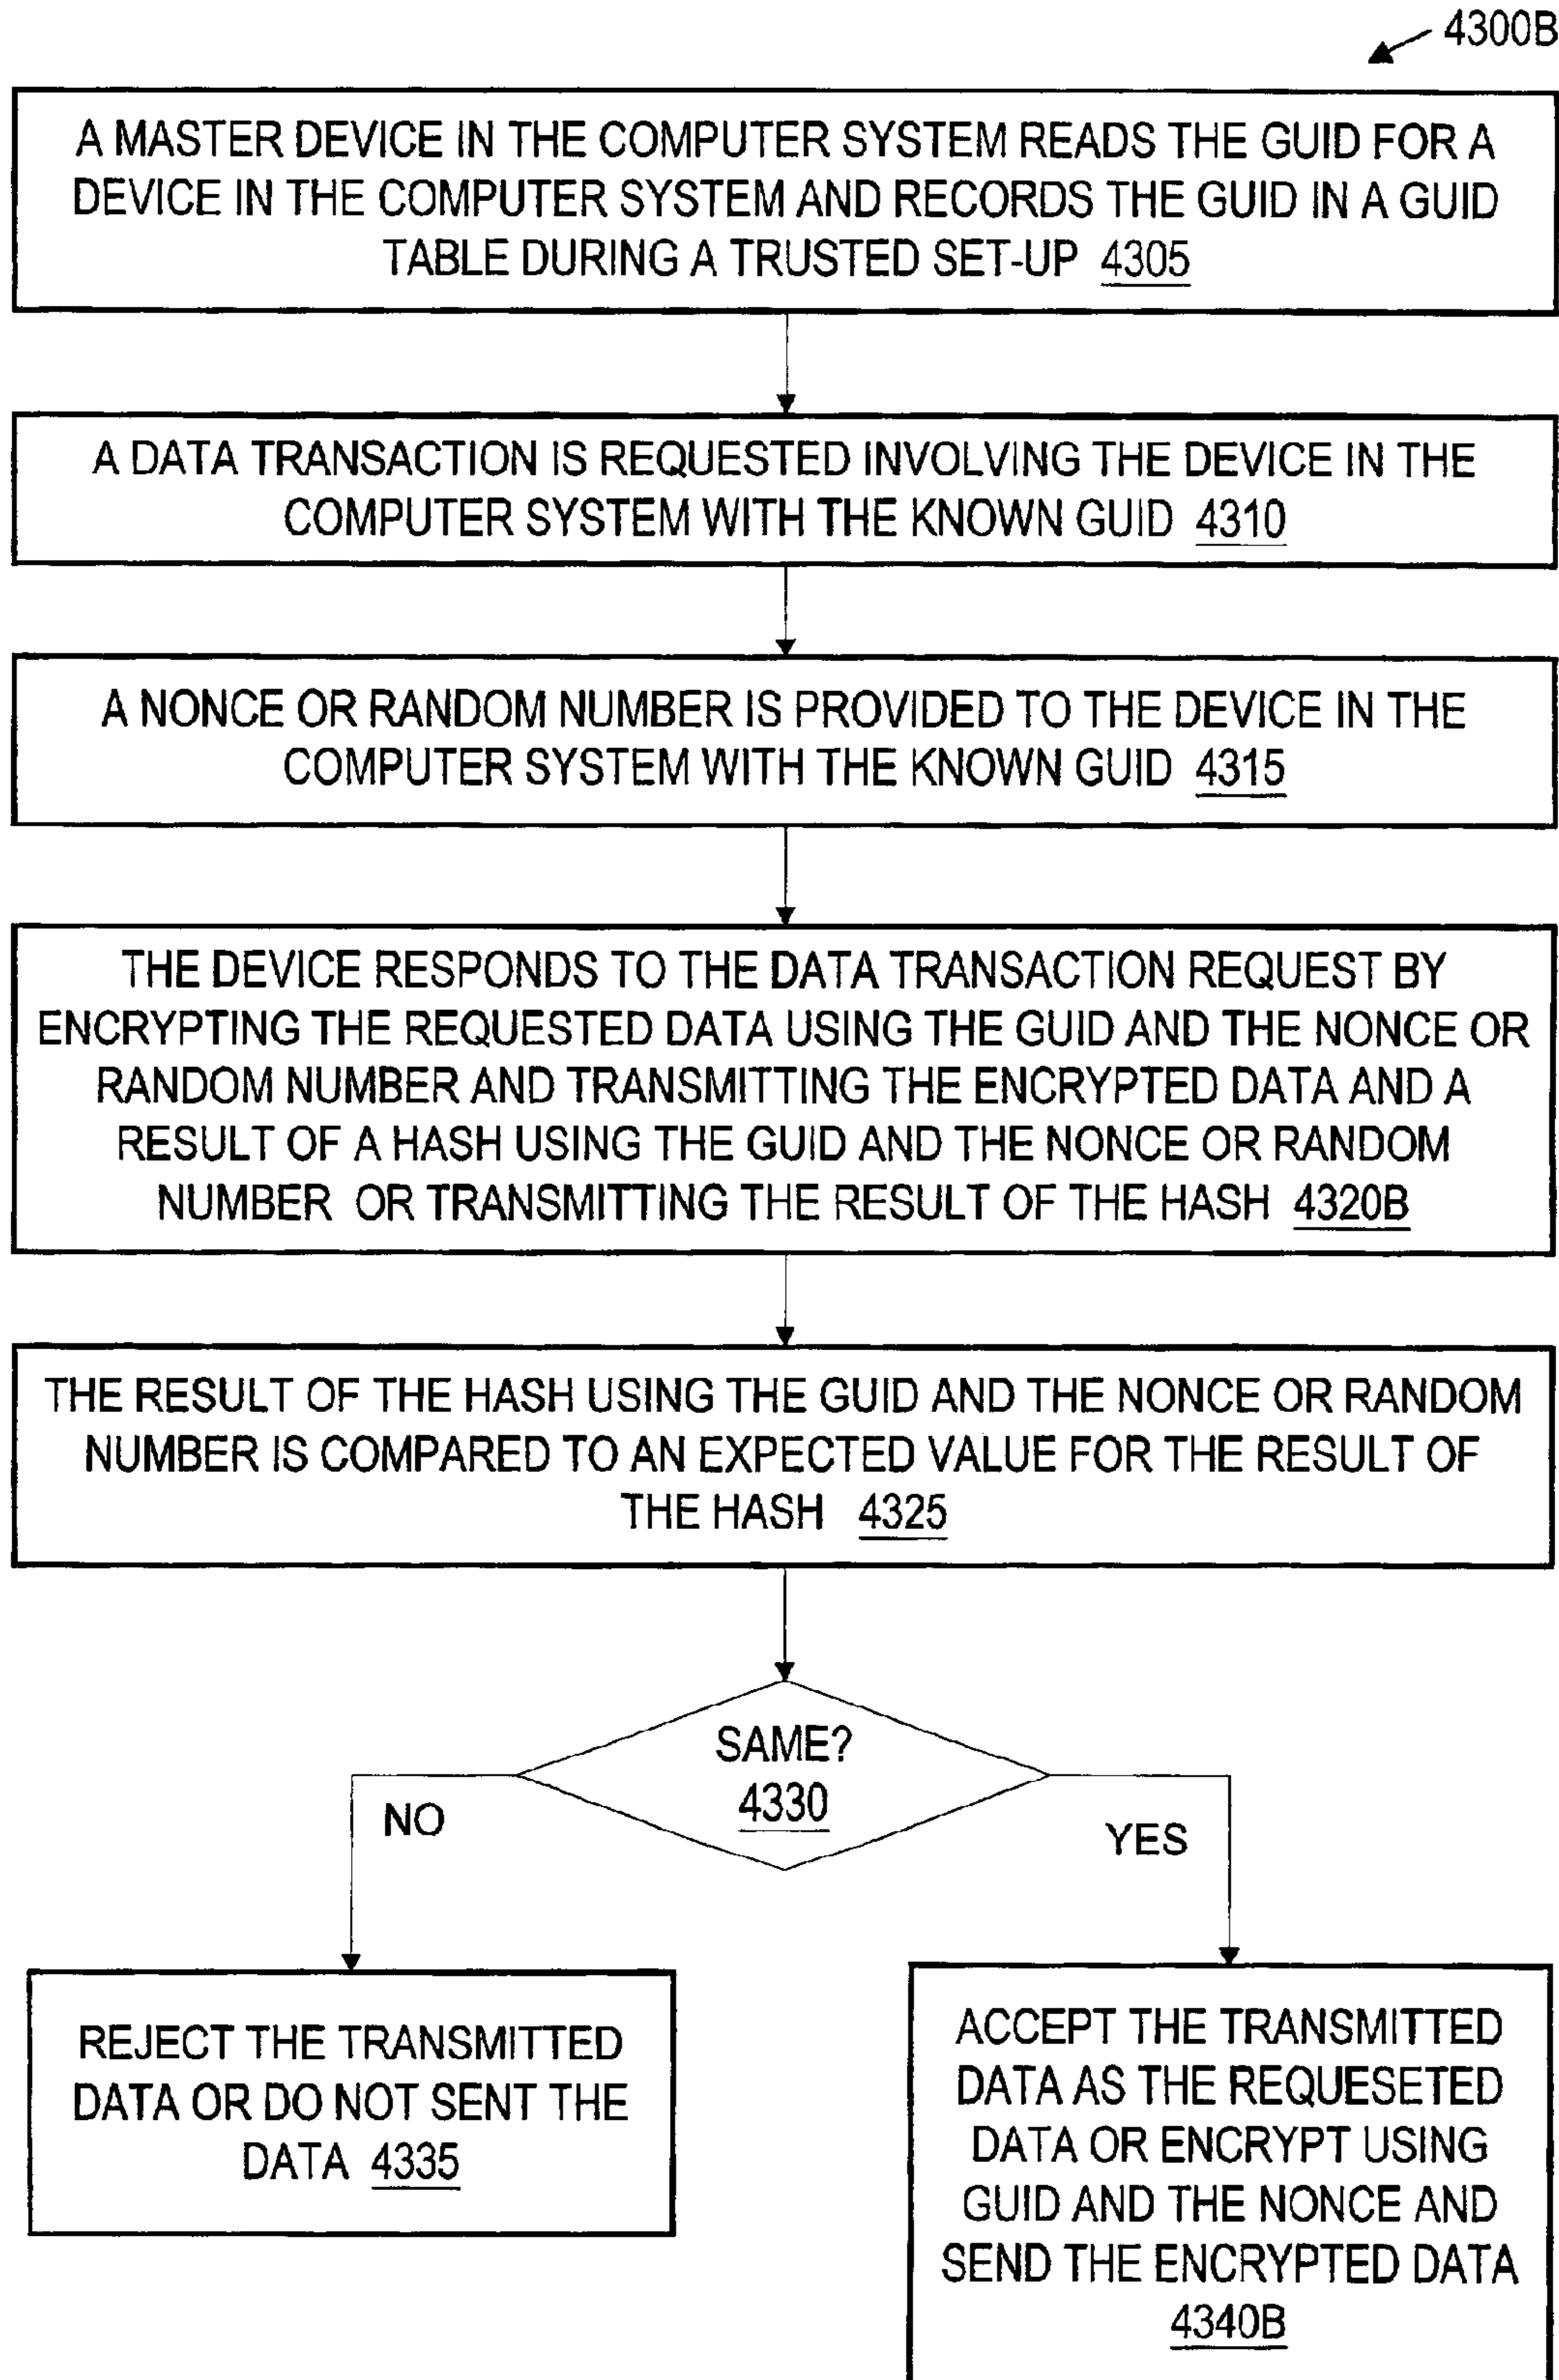 4300B
A MASTER DEVICE IN THE COMPUTER SYSTEM READS THE GUID FOR A
DEVICE IN THE COMPUTER SYSTEM AND RECORDS THE GUID IN A GUID
TABLE DURING A TRUSTED SET-UP 4305
A DATA TRANSACTION IS REQUESTED INVOLVING THE DEVICE IN THE
COMPUTER SYSTEM WITH THE KNOWN GUID 4310
A NONCE OR RANDOM NUMBER IS PROVIDED TO THE DEVICE IN THE
COMPUTER SYSTEM WITH THE KNOWN GUID 4315
THE DEVICE RESPONDS TO THE DATA TRANSACTION REQUEST BY
ENCRYPTING THE REQUESTED DATA USING THE GUID AND THE NONCE OR
RANDOM NUMBER AND TRANSMITTING THE ENCRYPTED DATA AND A
RESULT OF A HASH USING THE GUID AND THE NONCE OR RANDOM
NUMBER OR TRANSMITTING THE RESULT OF THE HASH 4320B
THE RESULT OF THE HASH USING THE GUID AND THE NONCE OR RANDOM
NUMBER IS COMPARED TO AN EXPECTED VALUE FOR THE RESULT OF
THE HASH 4325
SAME?
4330
NO
YES
REJECT THE TRANSMITTED
DATA OR DO NOT SENT THE
DATA 4335
ACCEPT THE TRANSMITTED
DATA AS THE REQUESETED
DATA OR ENCRYPT USING
GUID AND THE NONCE AND
SEND THE ENCRYPTED DATA
4340B